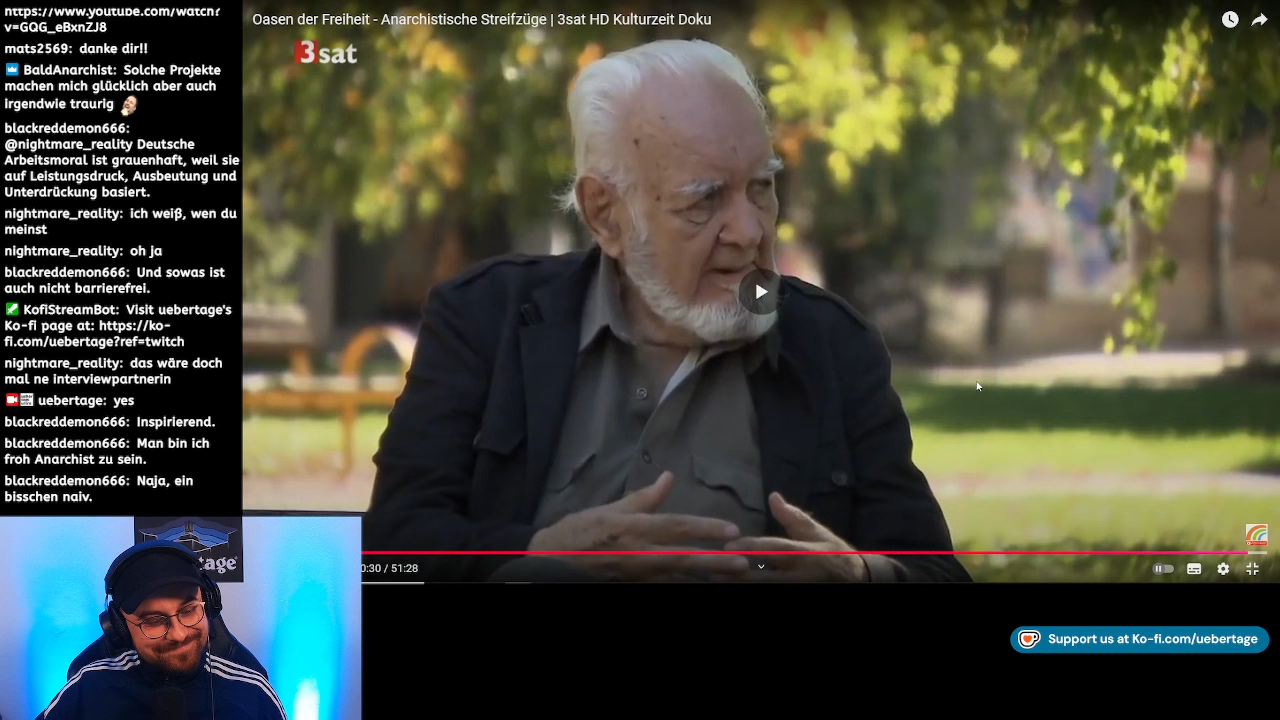 https://www.youtube.com/watch?
v=GQG_eBxnZJ8
mats2569: danke dir!!
BaldAnarchist: Solche Projekte
machen mich glücklich aber auch
irgendwie traurig
blackreddemon666:
@nightmare_reality Deutsche
Arbeitsmoral ist grauenhaft, weil sie
auf Leistungsdruck, Ausbeutung und
Unterdrückung basiert.
nightmare_reality: ich weiß, wen du
meinst
nightmare_reality: oh ja
blackreddemon666: Und sowas ist
auch nicht barrierefrei.
KofiStreamBot: Visit uebertage's
Ko-fi page at: https://ko-
fi.com/uebertage?ref=twitch
nightmare_reality: das wäre doch
mal ne interviewpartnerin
uebertage: yes
blackreddemon666: Inspirierend.
blackreddemon666: Man bin ich
froh Anarchist zu sein.
blackreddemon666: Naja, ein
bisschen naiv.
Oasen der Freiheit - Anarchistische Streifzüge | 3sat HD Kulturzeit Doku
3sat
0:30 / 51:28
Support us at Ko-fi.com/uebertage